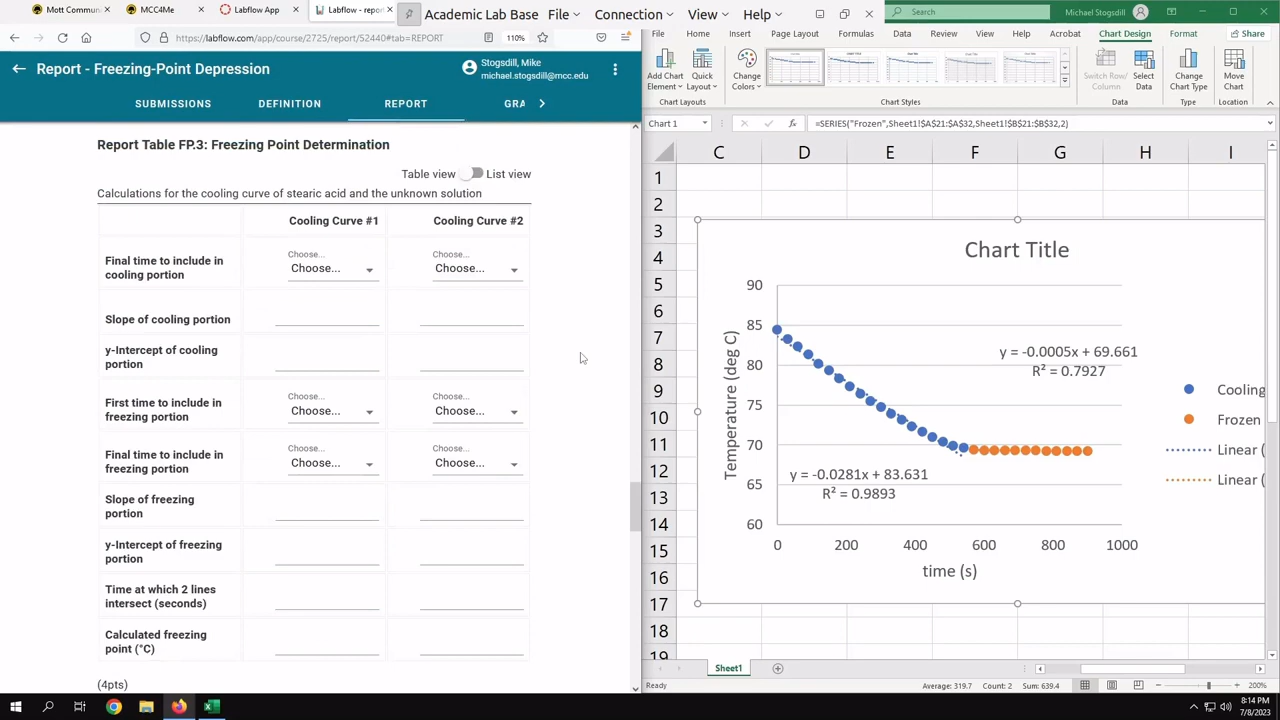 Mott Commun
MCC4Me
Labflow App
Labflow - report
Academic Lab Base File Connection View Help
Search
Michael Stogsdill
https://labflow.com/app/course/2725/report/52440#tab=REPORT
110%
File Home Insert Draw Page Layout Formulas Data Review View Help Acrobat Chart Design Format Share
Report - Freezing-Point Depression
Stogsdill, Mike
michael.stogsdill@mcc.edu
SUBMISSIONS DEFINITION REPORT GRA
Add Chart Element
Quick Layout
Change Colors
Switch Row/ Column
Select Data
Change Chart Type
Move Chart
Chart Layouts Chart Styles Data Type Location
Chart 1
=SERIES("Frozen",Sheet1!$A$21:$A$32,Sheet1!$B$21:$B$32,2)
Report Table FP.3: Freezing Point Determination
Table view List view
Calculations for the cooling curve of stearic acid and the unknown solution
Cooling Curve #1 Cooling Curve #2
Final time to include in cooling portion
Choose...
Choose...
Choose...
Choose...
Slope of cooling portion
y-Intercept of cooling portion
First time to include in freezing portion
Choose...
Choose...
Choose...
Choose...
Final time to include in freezing portion
Choose...
Choose...
Choose...
Choose...
Slope of freezing portion
y-Intercept of freezing portion
Time at which 2 lines intersect (seconds)
Calculated freezing point (°C)
(4pts)
C D E F G H I
1
2
3
4
5
6
7
8
9
10
11
12
13
14
15
16
17
18
19
Chart Title
90
85
80
75
70
65
60
Temperature (deg C)
y = -0.0005x + 69.661
R² = 0.7927
y = -0.0281x + 83.631
R² = 0.9893
Cooling
Frozen
Linear (
Linear (
0 200 400 600 800 1000
time (s)
Sheet1
Ready
Average: 319.7 Count: 2 Sum: 639.4
200%
8:14 PM
7/8/2023